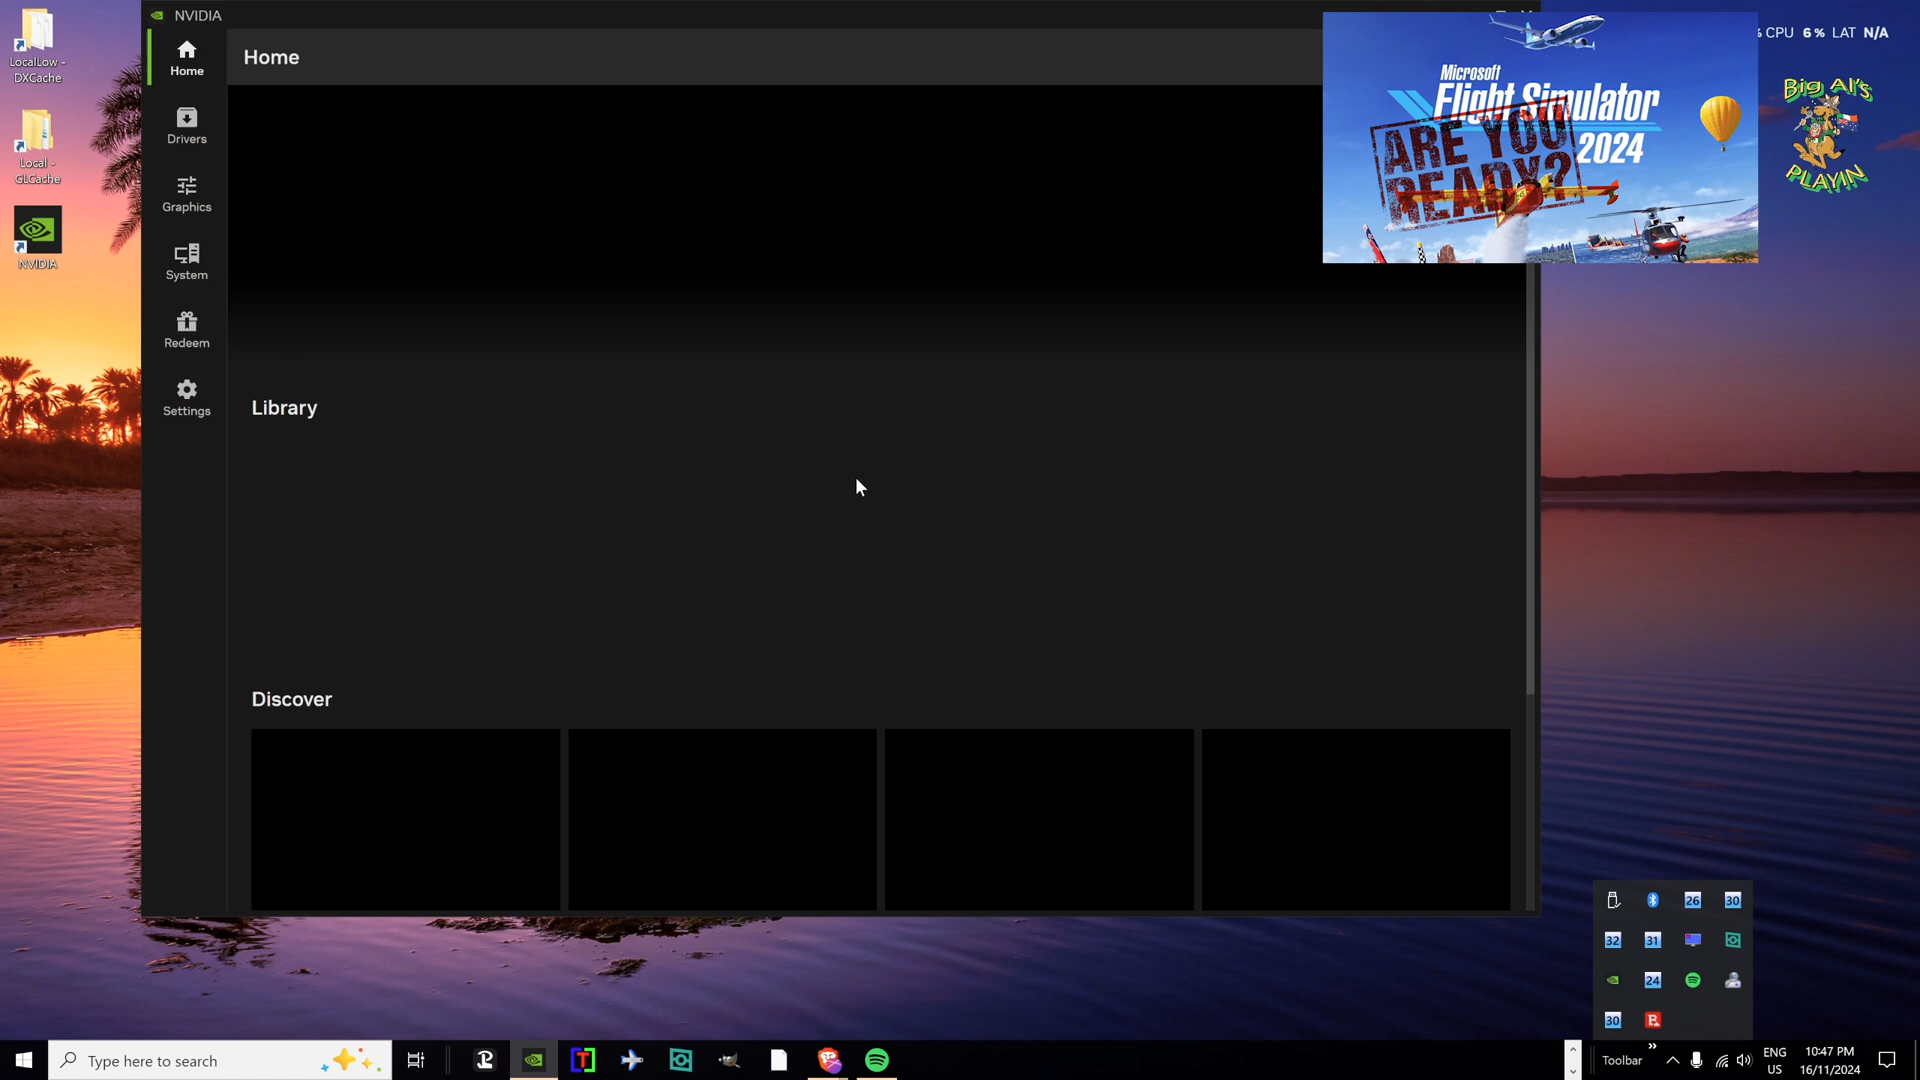 LocalLow -
DXCache
Local -
GLCache
NVIDIA
NVIDIA
Home
Drivers
Graphics
System
Redeem
Settings
Home
Library
Discover
Microsoft
Flight Simulator
2024
ARE YOU
READY?
% CPU 6 % LAT N/A
Big Al's
PLAYIN
26
30
32
31
24
30
Type here to search
Toolbar
ENG
US
10:47 PM
16/11/2024